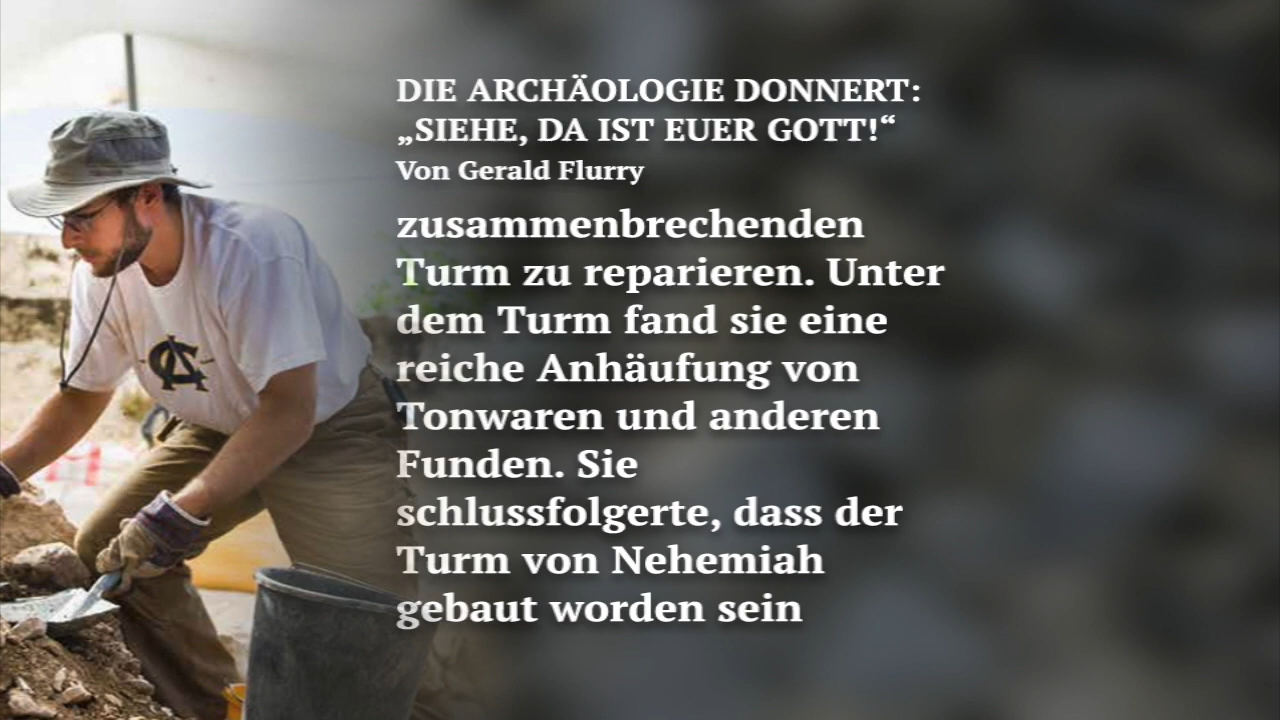 DIE ARCHÄOLOGIE DONNERT:
„SIEHE, DA IST EUER GOTT!“
Von Gerald Flurry
zusammenbrechenden
Turm zu reparieren. Unter
dem Turm fand sie eine
reiche Anhäufung von
Tonwaren und anderen
Funden. Sie
schlussfolgerte, dass der
Turm von Nehemiah
gebaut worden sein